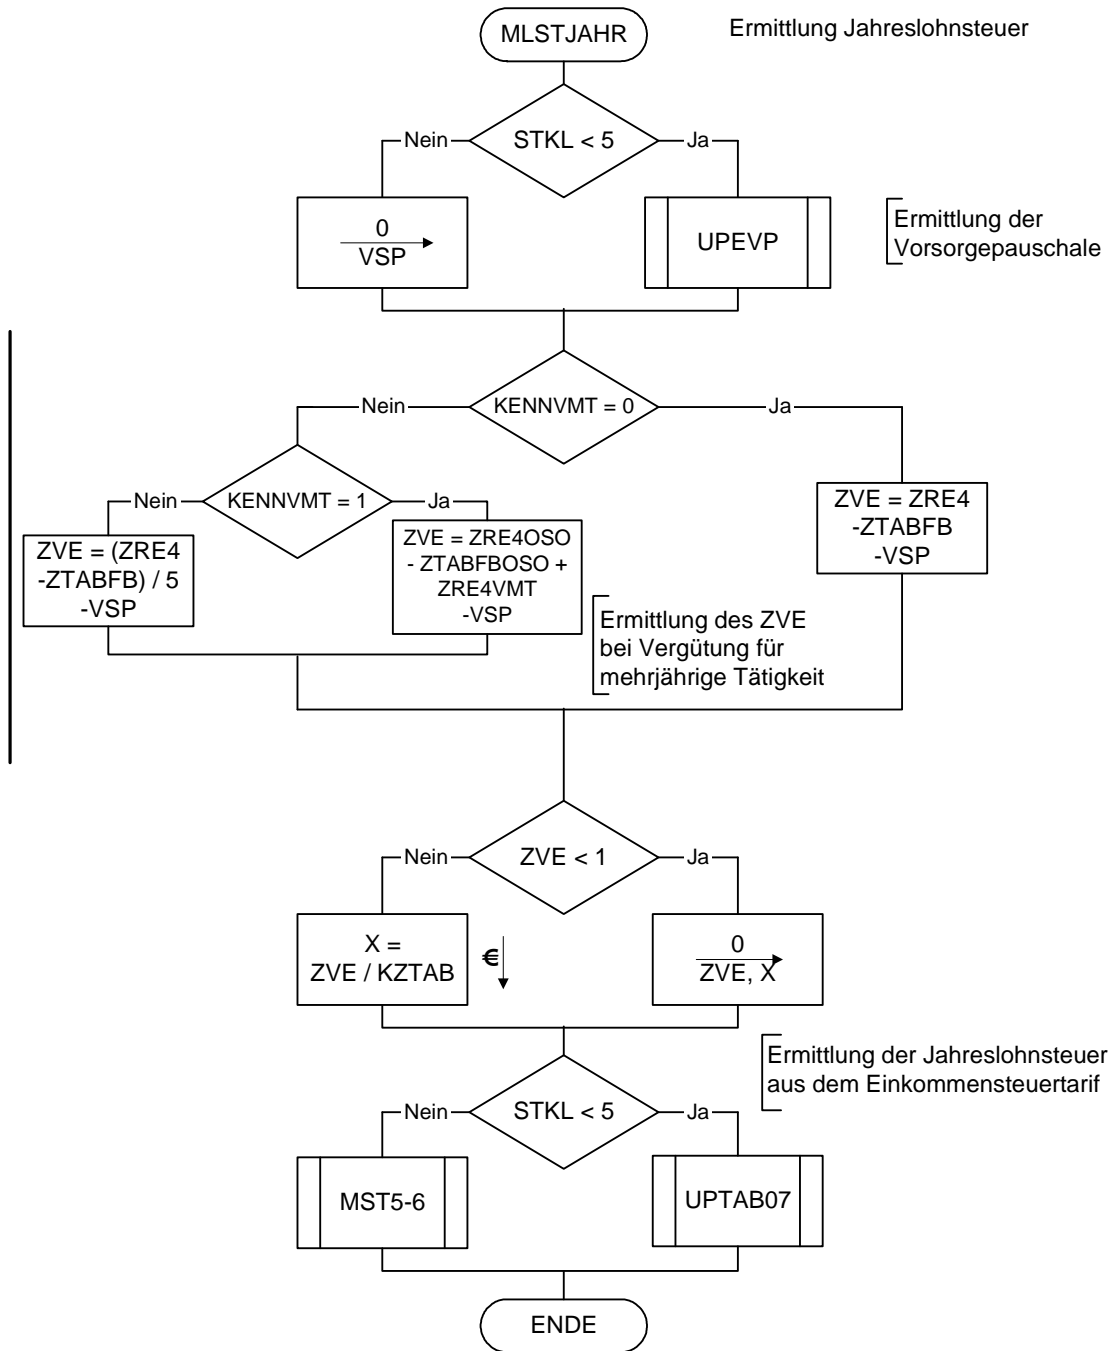 MLSTJAHR
Ermittlung Jahreslohnsteuer
STKL < 5
Nein
Ja
0
VSP
UPEVP
Ermittlung der
Vorsorgepauschale
KENNVMT = 0
Nein
Ja
KENNVMT = 1
Nein
Ja
ZVE = (ZRE4
-ZTABFB) / 5
-VSP
ZVE = ZRE4OSO
- ZTABFBOSO +
ZRE4VMT
-VSP
ZVE = ZRE4
-ZTABFB
-VSP
Ermittlung des ZVE
bei Vergütung für
mehrjährige Tätigkeit
ZVE < 1
Nein
Ja
X =
ZVE / KZTAB
€
0
ZVE, X
Ermittlung der Jahreslohnsteuer
aus dem Einkommensteuertarif
STKL < 5
Nein
Ja
MST5-6
UPTAB07
ENDE